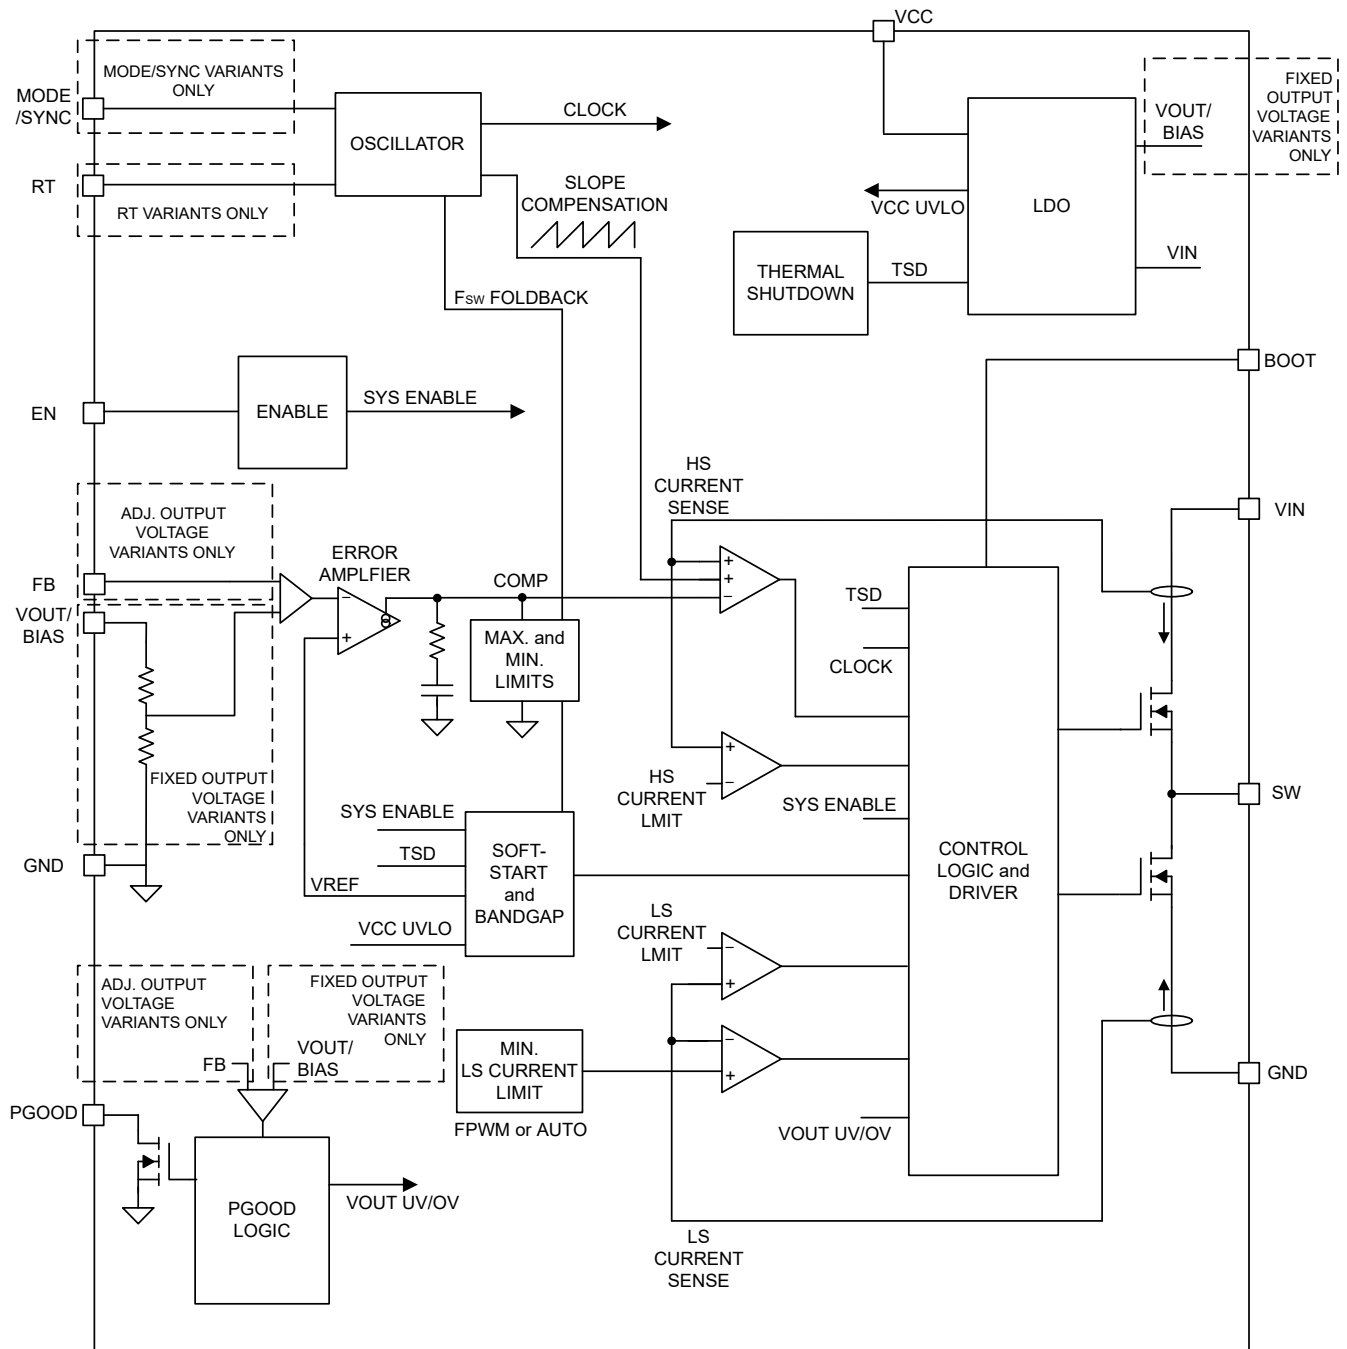 VCC
MODE/SYNC VARIANTS
ONLY
MODE
/SYNC
OSCILLATOR
CLOCK
RT
RT VARIANTS ONLY
SLOPE
COMPENSATION
FSW FOLDBACK
FIXED
OUTPUT
VOLTAGE
VARIANTS
ONLY
VOUT/
BIAS
LDO
VCC UVLO
VIN
THERMAL
SHUTDOWN
TSD
BOOT
EN
ENABLE
SYS ENABLE
HS
CURRENT
SENSE
VIN
ADJ. OUTPUT
VOLTAGE
VARIANTS ONLY
FB
ERROR
AMPLFIER
−
+
COMP
+
+
−
VOUT/
BIAS
MAX. and
MIN.
LIMITS
TSD
CLOCK
FIXED OUTPUT
VOLTAGE
VARIANTS
ONLY
+
−
HS
CURRENT
LMIT
SYS ENABLE
SW
GND
SYS ENABLE
TSD
VREF
VCC UVLO
SOFT-
START
and
BANDGAP
CONTROL
LOGIC and
DRIVER
LS
CURRENT
LMIT
−
+
ADJ. OUTPUT
VOLTAGE
VARIANTS ONLY
FB
FIXED OUTPUT
VOLTAGE
VARIANTS
ONLY
VOUT/
BIAS
MIN.
LS CURRENT
LIMIT
FPWM or AUTO
−
+
GND
PGOOD
VOUT UV/OV
PGOOD
LOGIC
VOUT UV/OV
LS
CURRENT
SENSE